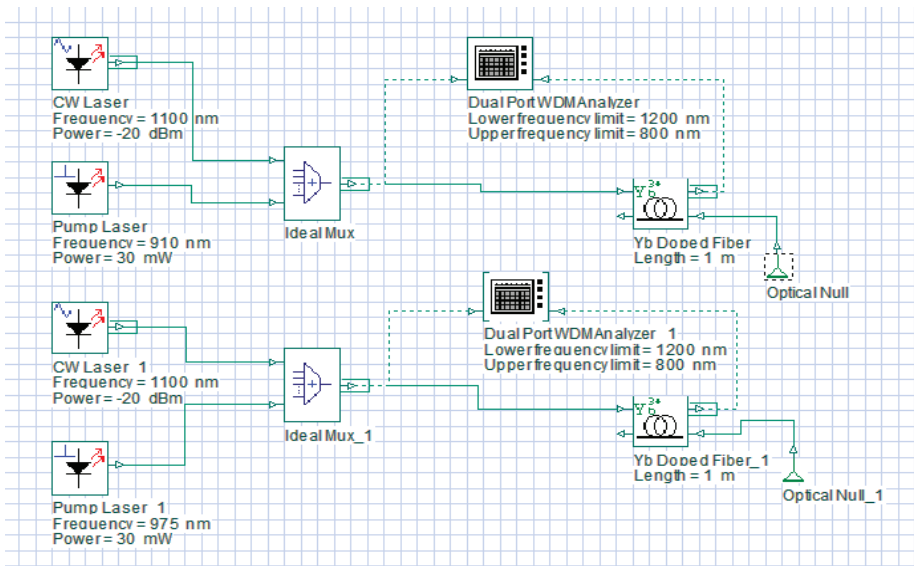 CW Laser
Frequency = 1100 nm
Power = -20 dBm
Dual Port WDM Analyzer
Lower frequency limit = 1200 nm
Upper frequency limit = 800 nm
Pump Laser
Frequency = 910 nm
Power = 30 mW
Ideal Mux
Yb 3+
Yb Doped Fiber
Length = 1 m
Optical Null
CW Laser_1
Frequency = 1100 nm
Power = -20 dBm
Dual Port WDM Analyzer_1
Lower frequency limit = 1200 nm
Upper frequency limit = 800 nm
Ideal Mux_1
Yb 3+
Yb Doped Fiber_1
Length = 1 m
Optical Null_1
Pump Laser_1
Frequency = 975 nm
Power = 30 mW